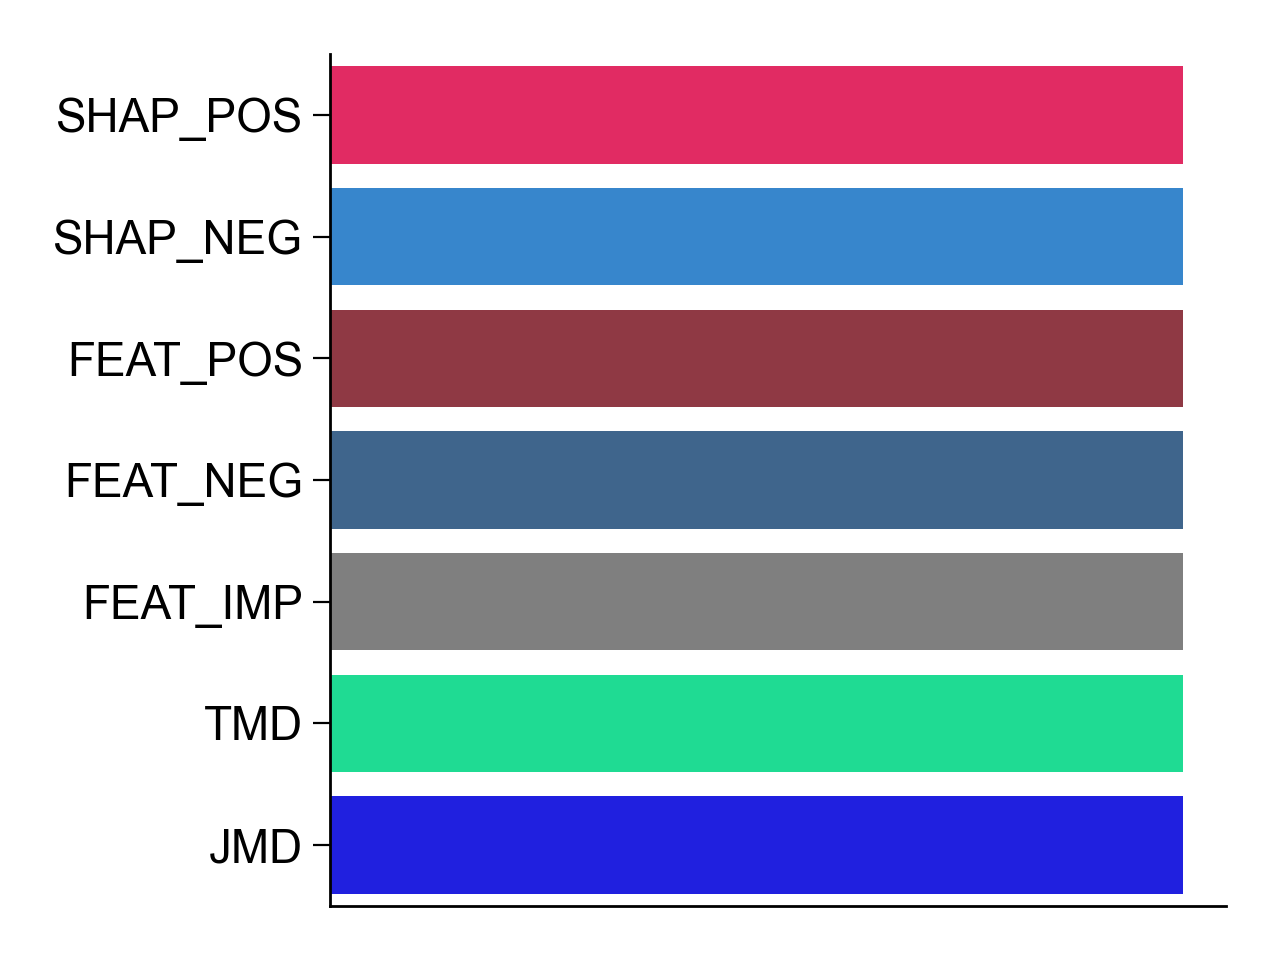 SHAP_POS
SHAP_NEG
FEAT_POS
FEAT_NEG
FEAT_IMP
TMD
JMD